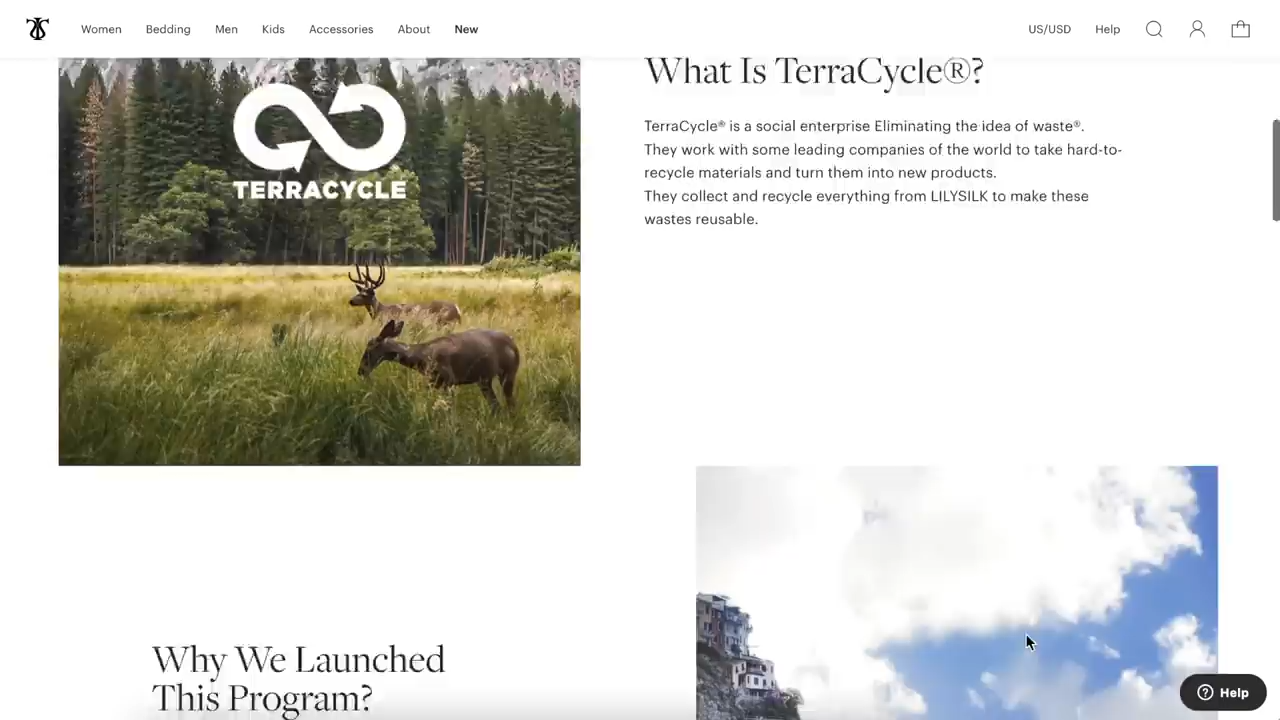 Women Bedding Men Kids Accessories About New US/USD Help
What Is TerraCycle®?
TERRACYCLE
TerraCycle® is a social enterprise Eliminating the idea of waste®.
They work with some leading companies of the world to take hard-to-
recycle materials and turn them into new products.
They collect and recycle everything from LILYSILK to make these
wastes reusable.
Why We Launched
This Program?
Help